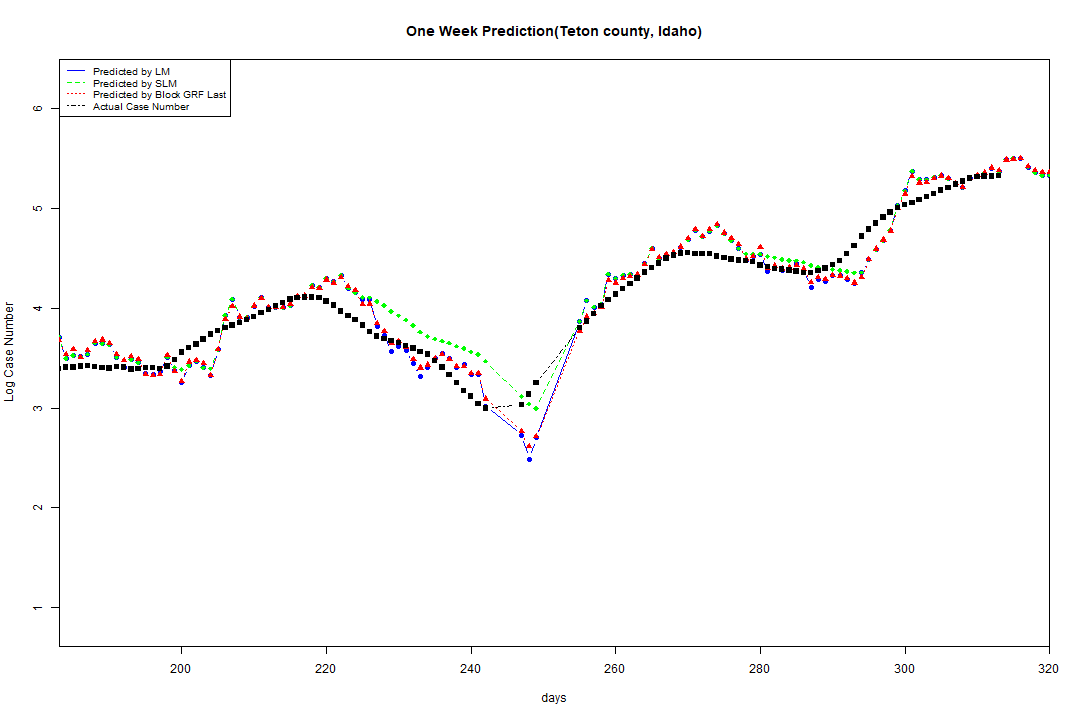 One Week Prediction(Teton county, Idaho)
Predicted by LM
Predicted by SLM
Predicted by Block GRF Last
Actual Case Number
6
5
4
3
2
1
Log Case Number
200 220 240 260 280 300 320
days